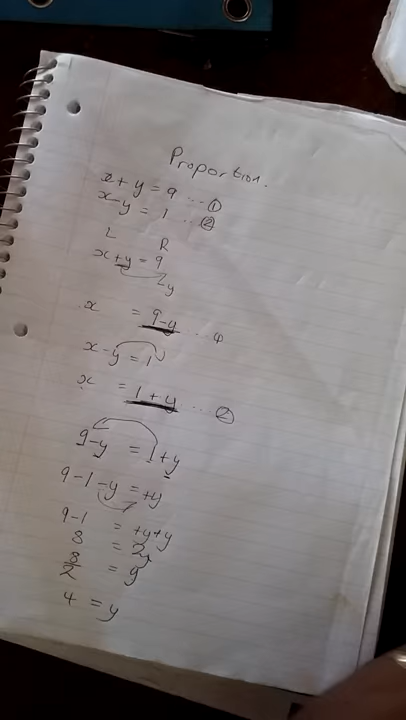 Proportion.
x + y = 9 ... ①
x - y = 1 ... ②
L R
x + y = 9
x = 9 - y ... 4
x - y = 1
x = 1 + y ... ②
9 - y = 1 + y
9 - 1 - y = + y
9 - 1 = + y + y
8 = 2y
8/2 = y
4 = y